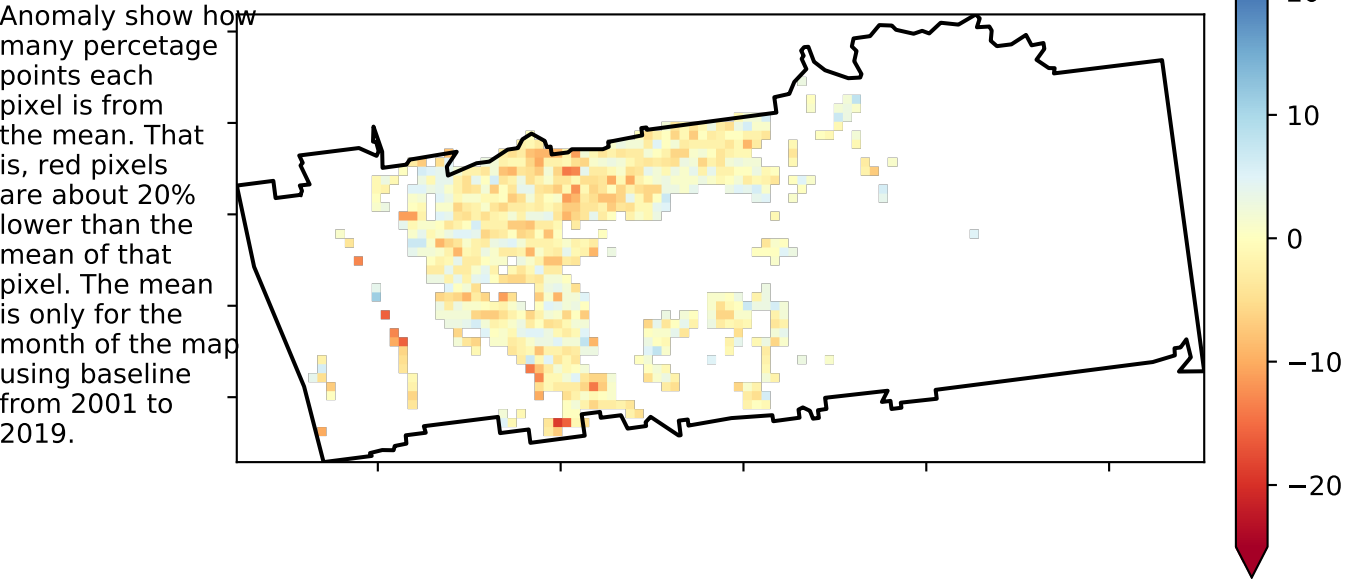 Anomaly show how
many percetage
points each
pixel is from
the mean. That
is, red pixels
are about 20%
lower than the
mean of that
pixel. The mean
is only for the
month of the map
using baseline
from 2001 to
2019.
10
0
−10
−20